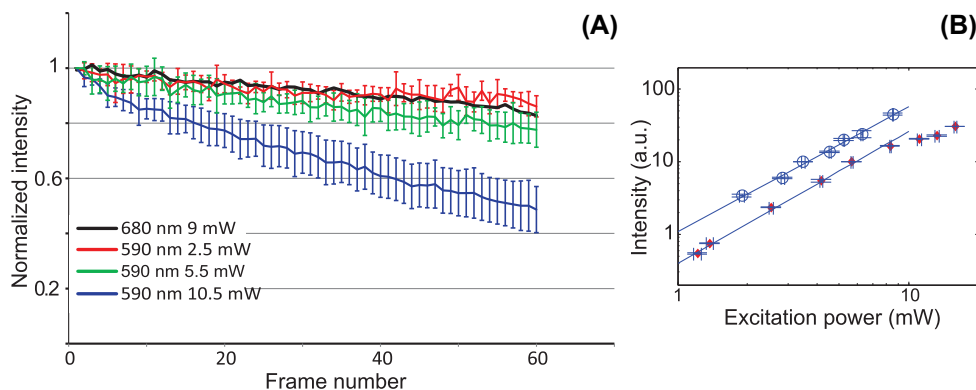 (A)
1
0.6
0.2
Normalized intensity
680 nm 9 mW
590 nm 2.5 mW
590 nm 5.5 mW
590 nm 10.5 mW
0
20
40
60
Frame number
(B)
100
10
1
Intensity (a.u.)
1
10
Excitation power (mW)